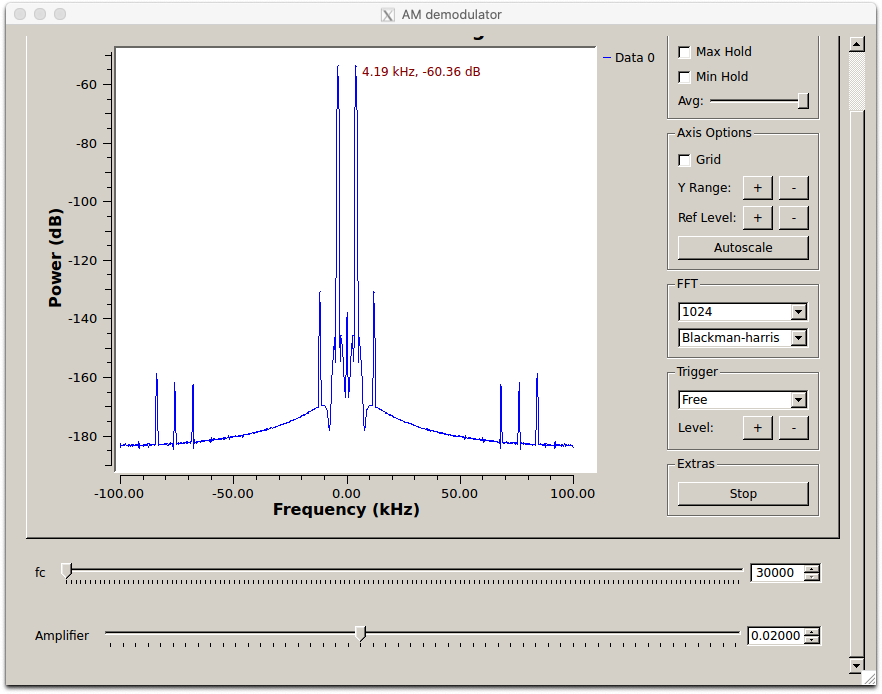 AM demodulator
4.19 kHz, -60.36 dB
Data 0
-60
-80
-100
-120
-140
-160
-180
Power (dB)
-100.00
-50.00
0.00
50.00
100.00
Frequency (kHz)
Max Hold
Min Hold
Avg:
Axis Options
Grid
Y Range:
+
-
Ref Level:
+
-
Autoscale
FFT
1024
Blackman-harris
Trigger
Free
Level:
+
-
Extras
Stop
fc
30000
Amplifier
0.02000